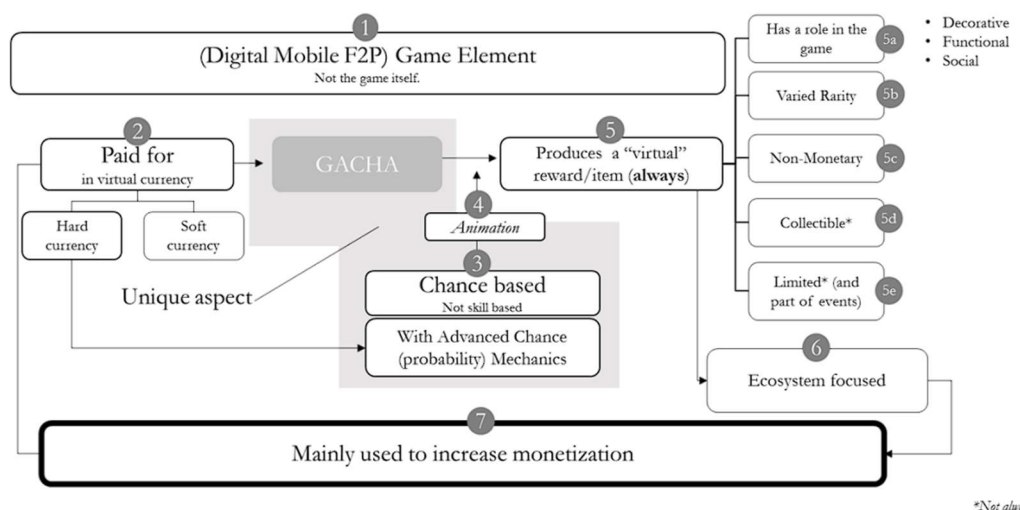 1
(Digital Mobile F2P) Game Element
Not the game itself.
2
Paid for
in virtual currency
Hard
currency
Soft
currency
GACHA
Unique aspect
4
Animation
3
Chance based
Not skill based
With Advanced Chance
(probability) Mechanics
5
Produces a “virtual”
reward/item (always)
Has a role in the
game
5a
• Decorative
• Functional
• Social
Varied Rarity
5b
Non-Monetary
5c
Collectible*
5d
Limited* (and
part of events)
5e
6
Ecosystem focused
7
Mainly used to increase monetization
*Not